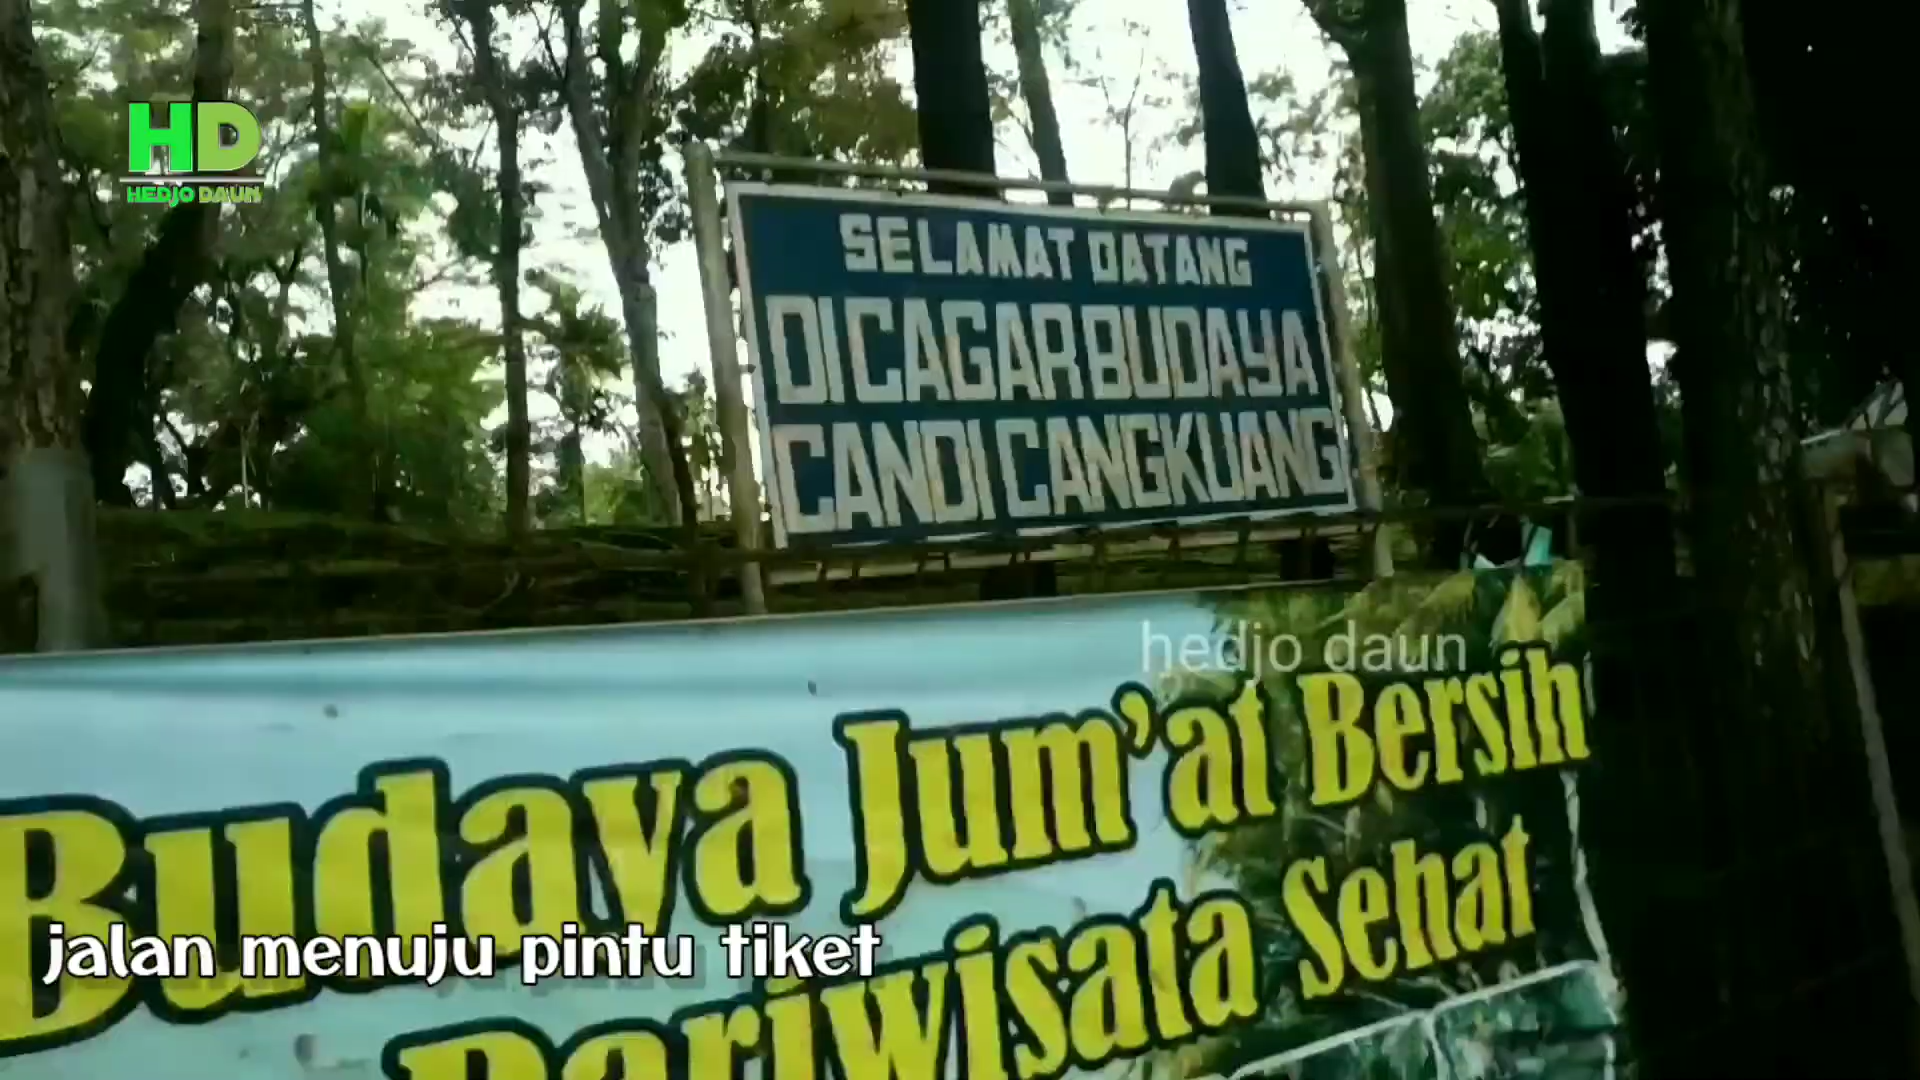 HD
HEDJO DAUN
SELAMAT DATANG
DI CAGAR BUDAYA
CANDI CANGKUANG
hedjo daun
Budaya Jum'at Bersih
Pariwisata Sehat
jalan menuju pintu tiket